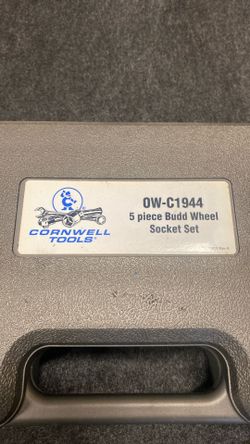 OW-C1944
5 piece Budd Wheel
Socket Set
CORNWELL
TOOLS®